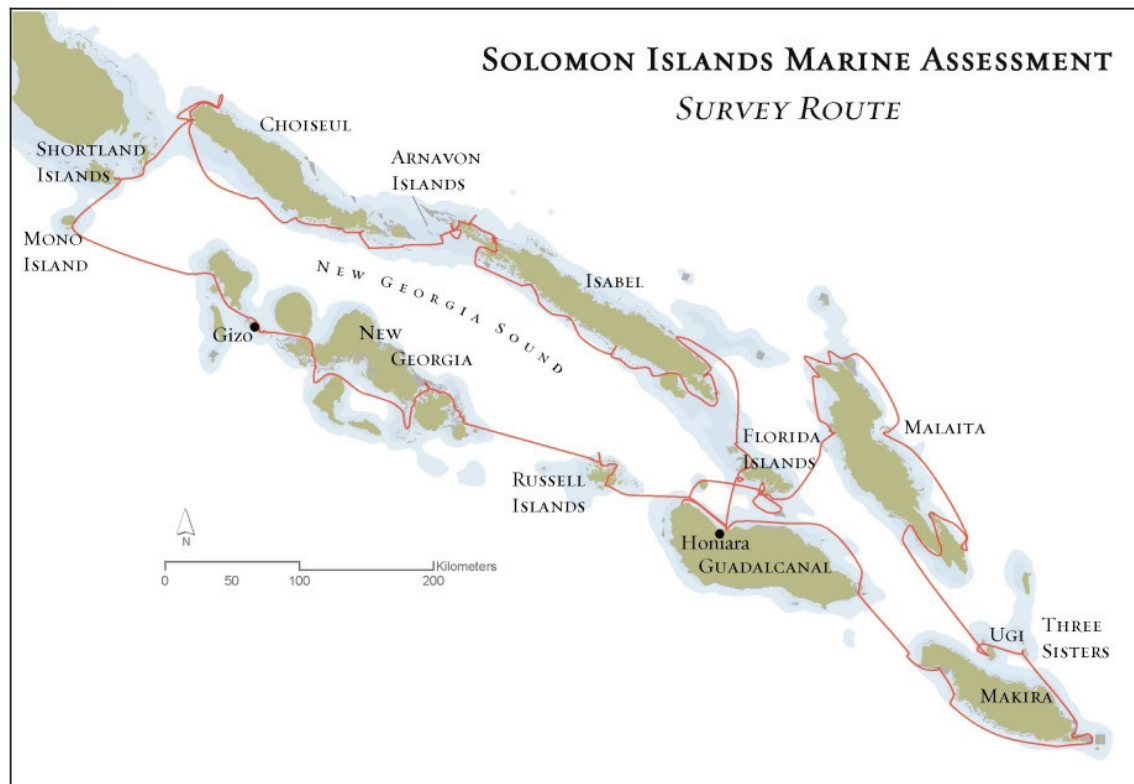 SOLOMON ISLANDS MARINE ASSESSMENT
SURVEY ROUTE
CHOISEUL
SHORTLAND
ISLANDS
ARNAVON
ISLANDS
MONO
ISLAND
NEW GEORGIA SOUND
ISABEL
Gizo
NEW
GEORGIA
MALAITA
FLORIDA
ISLANDS
RUSSELL
ISLANDS
N
Honiara
GUADALCANAL
Kilometers
0 50 100 200
UGI
THREE
SISTERS
MAKIRA